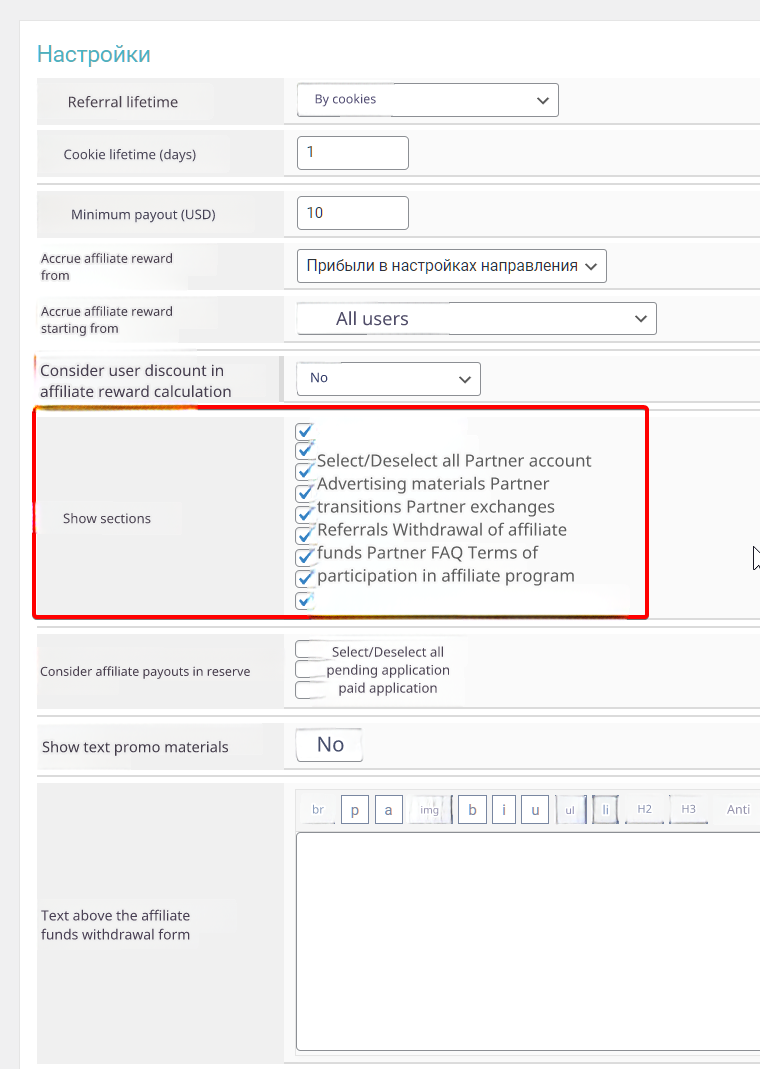 Настройки
Referral lifetime
By cookies
Cookie lifetime (days)
1
Minimum payout (USD)
10
Accrue affiliate reward
from
Прибыли в настройках направления
Accrue affiliate reward
starting from
All users
Consider user discount in
affiliate reward calculation
No
Show sections
Select/Deselect all Partner account
Advertising materials Partner
transitions Partner exchanges
Referrals Withdrawal of affiliate
funds Partner FAQ Terms of
participation in affiliate program
Consider affiliate payouts in reserve
Select/Deselect all
pending application
paid application
Show text promo materials
No
Text above the affiliate
funds withdrawal form
br p a img b i u ul li H2 H3 Anti